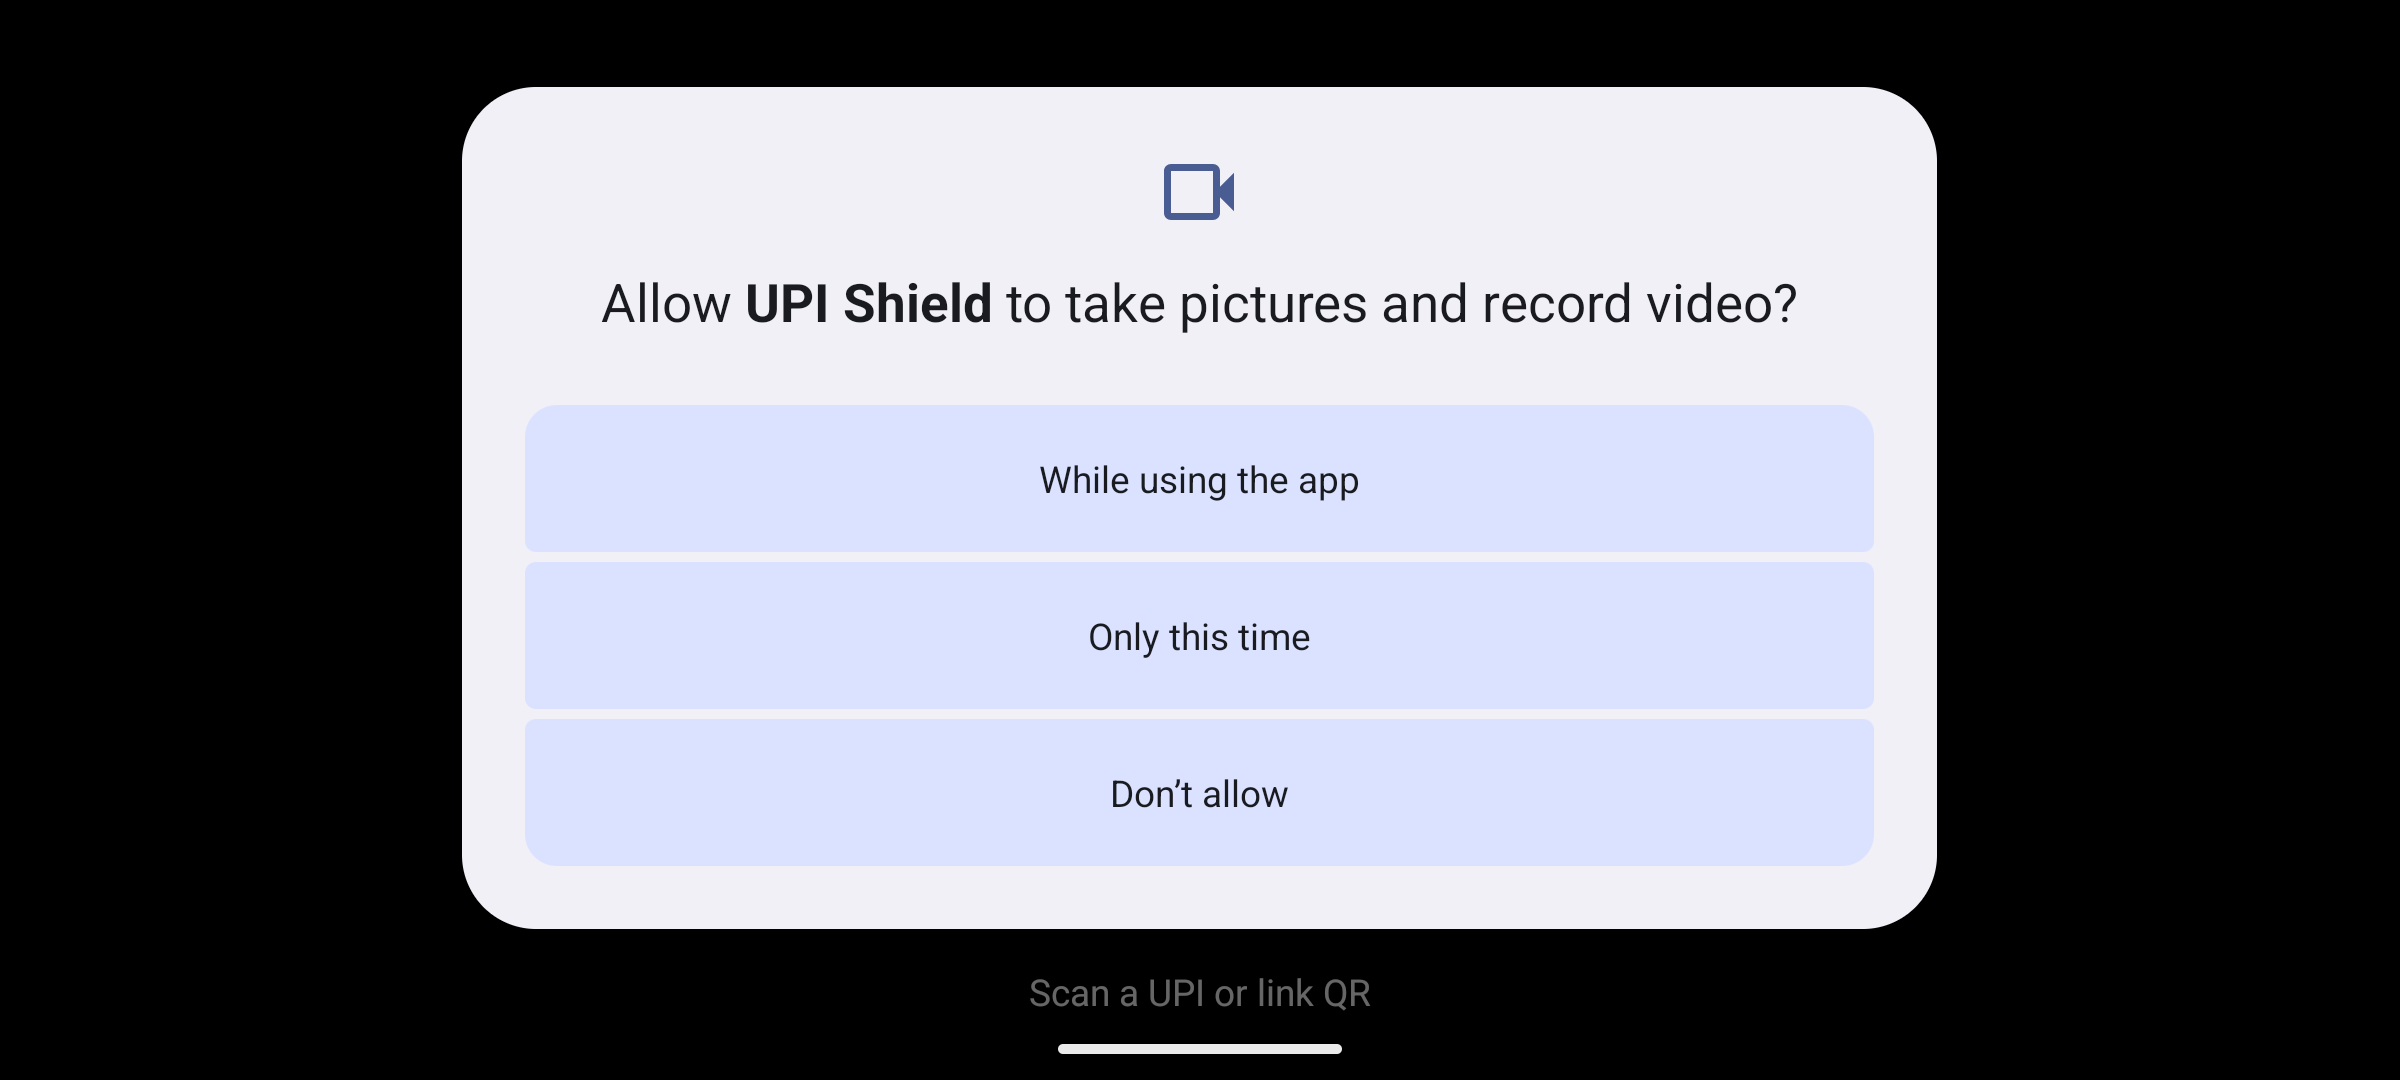 Allow UPI Shield to take pictures and record video?
While using the app
Only this time
Don’t allow
Scan a UPI or link QR